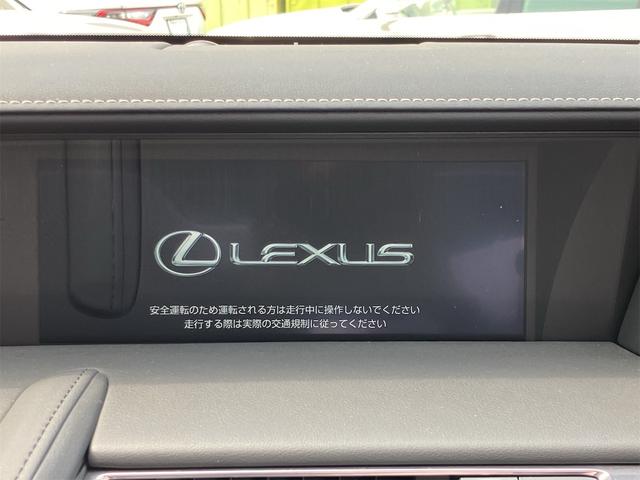 LEXUS
安全運転のため運転される方は走行中に操作しないでください
走行する際は実際の交通規制に従ってください